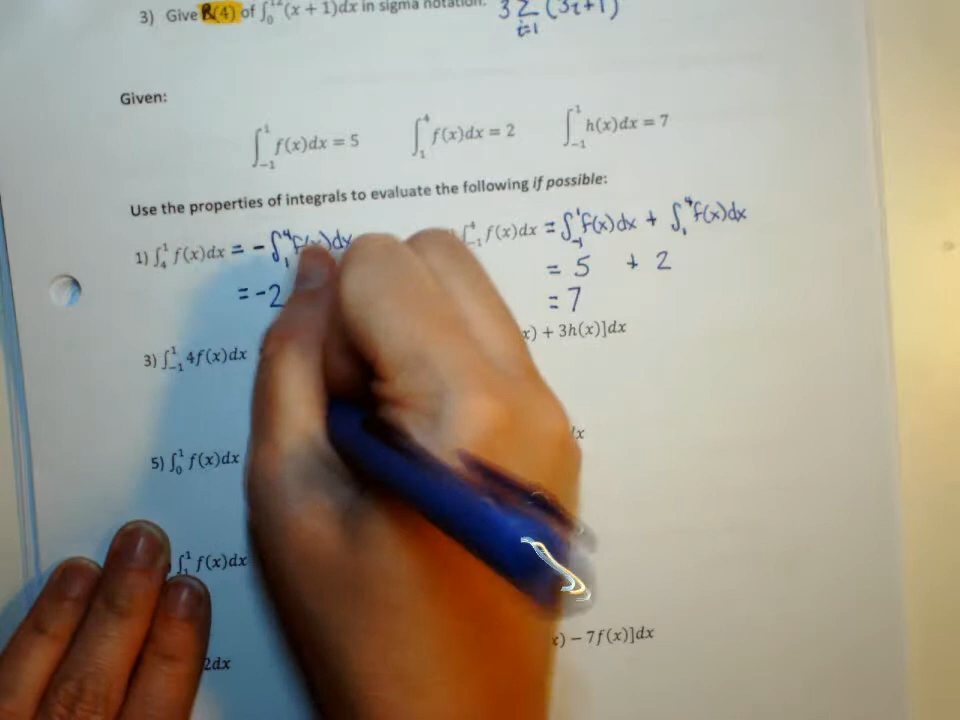 3) Give R(4) of ∫₀¹² (x + 1)dx in sigma notation. 3 Σ (3i+1)
i=1
Given:
∫₋₁¹ f(x)dx = 5 ∫₁⁴ f(x)dx = 2 ∫₋₁¹ h(x)dx = 7
Use the properties of integrals to evaluate the following if possible:
1) ∫₄¹ f(x)dx = -∫₁⁴ f(x)dx
= -2
∫₋₁⁴ f(x)dx = ∫₋₁¹ f(x)dx + ∫₁⁴ f(x)dx
= 5 + 2
= 7
3) ∫₋₁¹ 4f(x)dx
x) + 3h(x)]dx
5) ∫₀¹ f(x)dx
x
∫₁¹ f(x)dx
x) − 7f(x)]dx
2dx